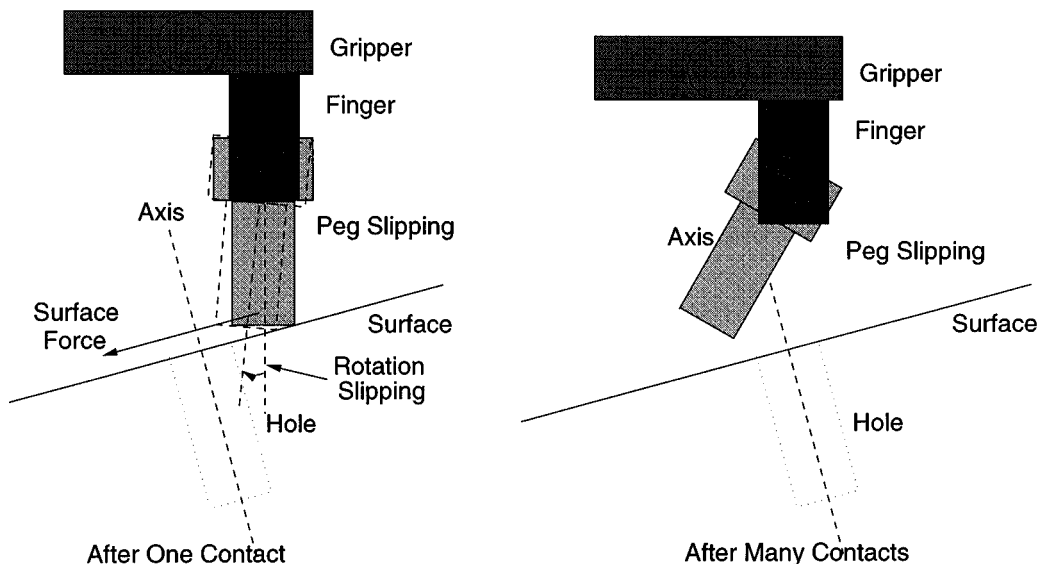 Gripper
Finger
Axis
Peg Slipping
Surface
Force
Surface
Rotation
Slipping
Hole
After One Contact
Gripper
Finger
Axis
Peg Slipping
Surface
Hole
After Many Contacts